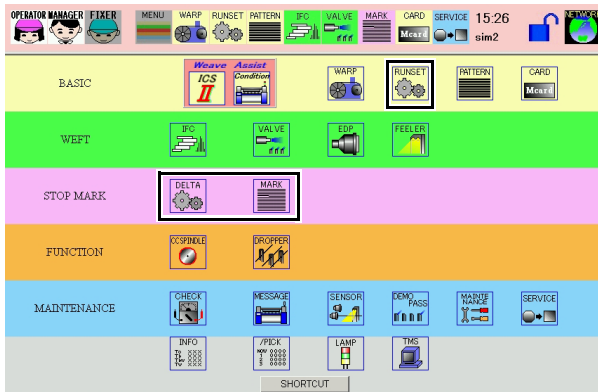 OPERATOR MANAGER FIXER MENU WARP RUNSET PATTERN IFC VALVE MARK CARD SERVICE 15:26 NETWORK
Mcard sim2
Weave Assist
BASIC ICS II Condition WARP RUNSET PATTERN CARD
Mcard
WEFT IFC VALVE EDP FEELER
STOP MARK DELTA MARK
FUNCTION CCSPINDLE DROPPER
MAINTENANCE CHECK MESSAGE SENSOR DEMO PASS MAINTE NANCE SERVICE
INFO /PICK LAMP TMS
SHORTCUT